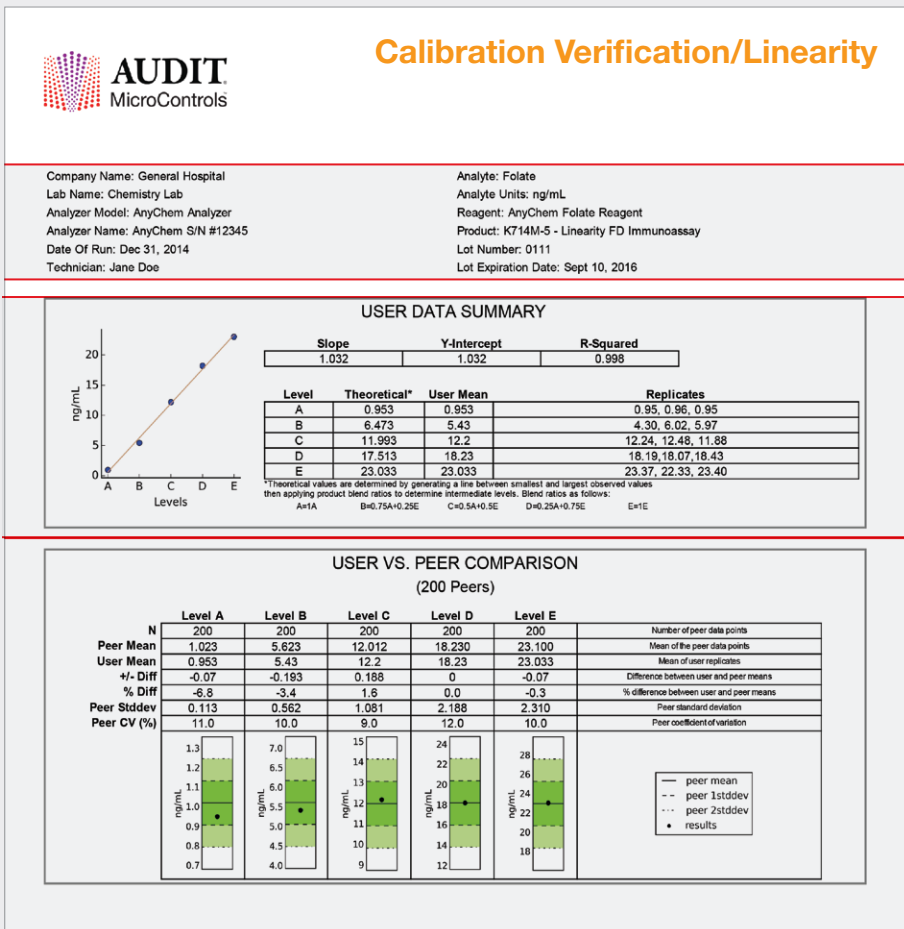 Calibration Verification/Linearity
AUDIT
MicroControls
Company Name: General Hospital
Lab Name: Chemistry Lab
Analyzer Model: AnyChem Analyzer
Analyzer Name: AnyChem S/N #12345
Date Of Run: Dec 31, 2014
Technician: Jane Doe
Analyte: Folate
Analyte Units: ng/mL
Reagent: AnyChem Folate Reagent
Product: K714M-5 - Linearity FD Immunoassay
Lot Number: 0111
Lot Expiration Date: Sept 10, 2016
USER DATA SUMMARY
ng/mL
20
15
10
5
0
A B C D E
Levels
Slope Y-Intercept R-Squared
1.032 1.032 0.998
Level Theoretical* User Mean Replicates
A 0.953 0.953 0.95, 0.96, 0.95
B 6.473 5.43 4.30, 6.02, 5.97
C 11.993 12.2 12.24, 12.48, 11.88
D 17.513 18.23 18.19,18.07,18.43
E 23.033 23.033 23.37, 22.33, 23.40
*Theoretical values are determined by generating a line between smallest and largest observed values
then applying product blend ratios to determine intermediate levels. Blend ratios as follows:
A=1A B=0.75A+0.25E C=0.5A+0.5E D=0.25A+0.75E E=1E
USER VS. PEER COMPARISON
(200 Peers)
Level A Level B Level C Level D Level E
N 200 200 200 200 200 Number of peer data points
Peer Mean 1.023 5.623 12.012 18.230 23.100 Mean of the peer data points
User Mean 0.953 5.43 12.2 18.23 23.033 Mean of user replicates
+/- Diff -0.07 -0.193 0.188 0 -0.07 Difference between user and peer means
% Diff -6.8 -3.4 1.6 0.0 -0.3 % difference between user and peer means
Peer Stddev 0.113 0.562 1.081 2.188 2.310 Peer standard deviation
Peer CV (%) 11.0 10.0 9.0 12.0 10.0 Peer coefficient of variation
ng/mL
1.3
1.2
1.1
1.0
0.9
0.8
0.7
ng/mL
7.0
6.5
6.0
5.5
5.0
4.5
4.0
ng/mL
15
14
13
12
11
10
9
ng/mL
24
22
20
18
16
14
12
ng/mL
28
26
24
22
20
18
peer mean
peer 1stddev
peer 2stddev
results